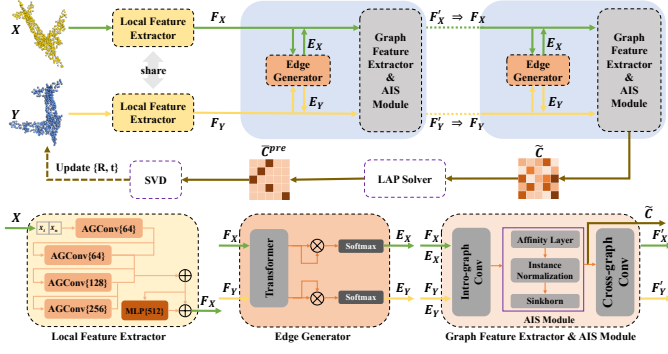 X
Local Feature
Extractor
F_X
E_X
F'_X ⇒ F_X
E_X
Graph
Feature
Extractor
&
AIS
Module
Graph
Feature
Extractor
&
AIS
Module
share
Edge
Generator
Edge
Generator
Y
Local Feature
Extractor
F_Y
E_Y
F'_Y ⇒ F_Y
E_Y
Update {R, t}
SVD
C̅^pre
LAP Solver
C̃
X
x_i x_n
AGConv{64}
AGConv{64}
AGConv{128}
AGConv{256}
MLP{512}
F_X
Local Feature Extractor
F_X
F_Y
Transformer
Softmax
Softmax
E_X
E_Y
Edge Generator
F_X
E_X
F_Y
E_Y
Intro-graph
Conv
Affinity Layer
Instance
Normalization
Sinkhorn
AIS Module
Cross-graph
Conv
C̃
F'_X
F'_Y
Graph Feature Extractor & AIS Module